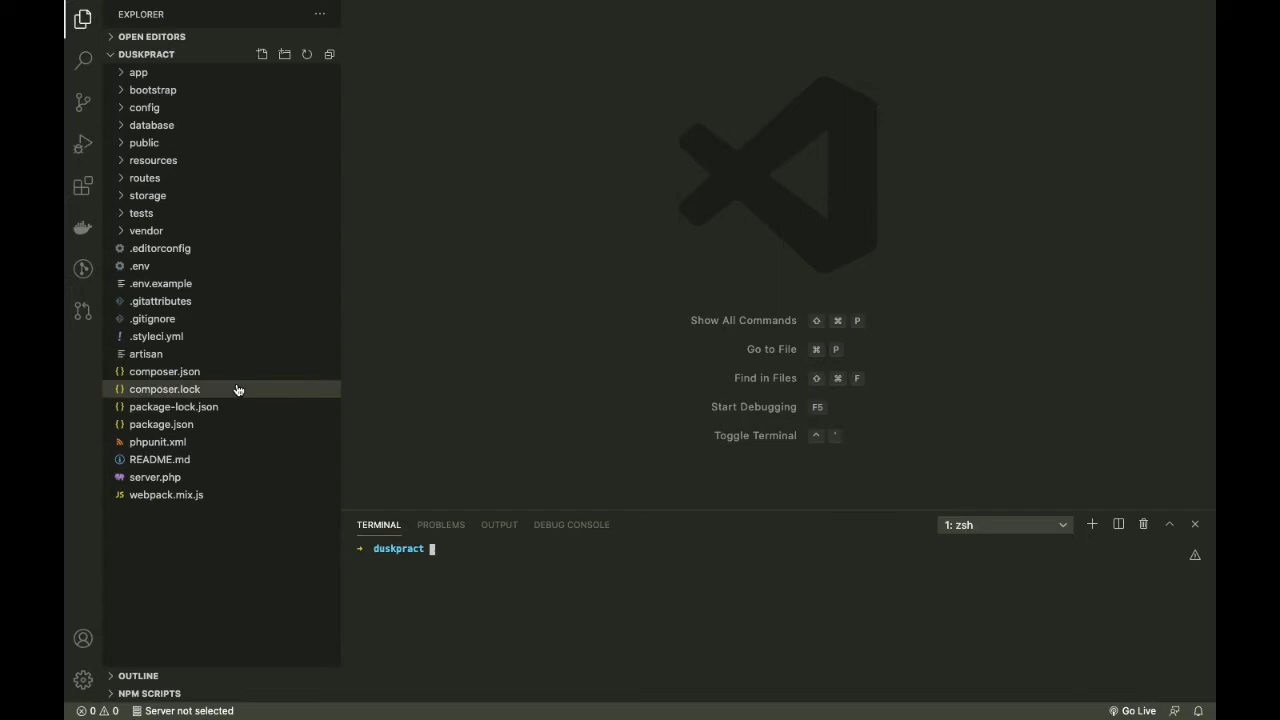 EXPLORER
OPEN EDITORS
DUSKPRACT
app
bootstrap
config
database
public
resources
routes
storage
tests
vendor
.editorconfig
.env
.env.example
.gitattributes
.gitignore
.styleci.yml
artisan
composer.json
composer.lock
package-lock.json
package.json
phpunit.xml
README.md
server.php
webpack.mix.js
OUTLINE
NPM SCRIPTS
Show All Commands ⇧ ⌘ P
Go to File ⌘ P
Find in Files ⇧ ⌘ F
Start Debugging F5
Toggle Terminal ^ `
TERMINAL PROBLEMS OUTPUT DEBUG CONSOLE 1: zsh
→ duskpract
0 0 Server not selected Go Live